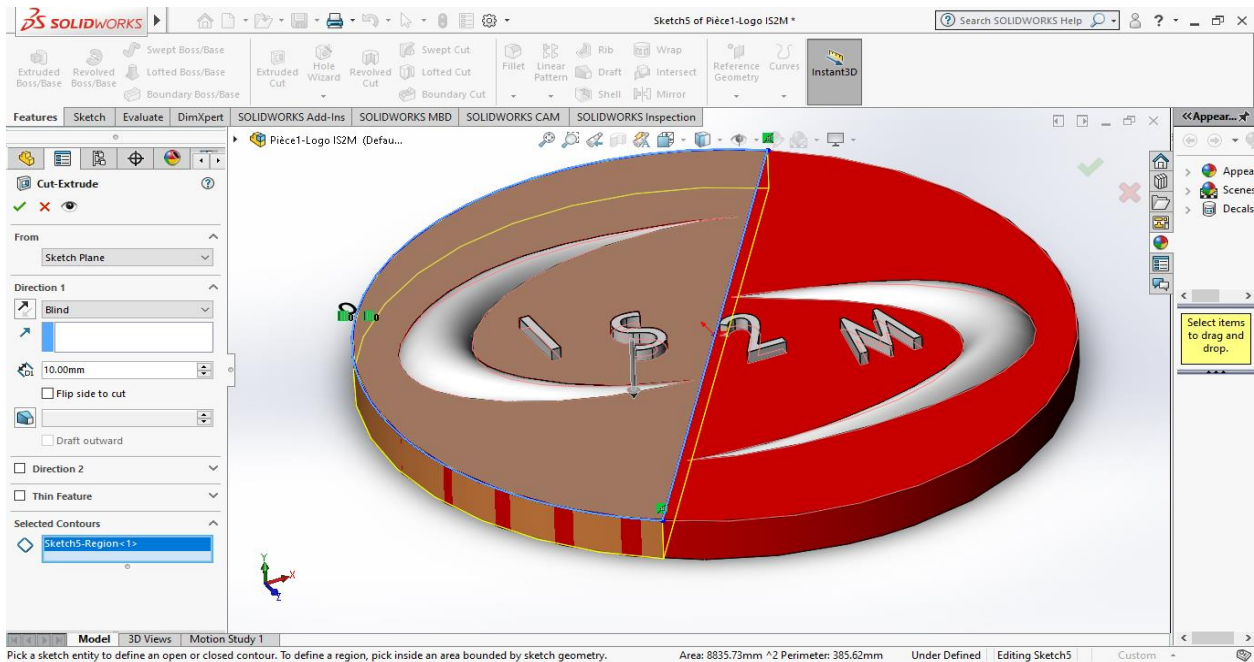 SOLIDWORKS
Sketch5 of Pièce1-Logo IS2M *
Search SOLIDWORKS Help
?
Extruded Boss/Base
Revolved Boss/Base
Swept Boss/Base
Lofted Boss/Base
Boundary Boss/Base
Extruded Cut
Hole Wizard
Revolved Cut
Swept Cut
Lofted Cut
Boundary Cut
Fillet
Linear Pattern
Rib
Draft
Shell
Wrap
Intersect
Mirror
Reference Geometry
Curves
Instant3D
Features Sketch Evaluate DimXpert SOLIDWORKS Add-Ins SOLIDWORKS MBD SOLIDWORKS CAM SOLIDWORKS Inspection
Pièce1-Logo IS2M (Defau...
Cut-Extrude
From
Sketch Plane
Direction 1
Blind
D1 10.00mm
Flip side to cut
Draft outward
Direction 2
Thin Feature
Selected Contours
Sketch5-Region<1>
I S 2 M
Y
X
Z
Appear...
Appea
Scenes
Decals
Select items
to drag and
drop.
Model 3D Views Motion Study 1
Pick a sketch entity to define an open or closed contour. To define a region, pick inside an area bounded by sketch geometry. Area: 8835.73mm ^2 Perimeter: 385.62mm Under Defined Editing Sketch5 Custom